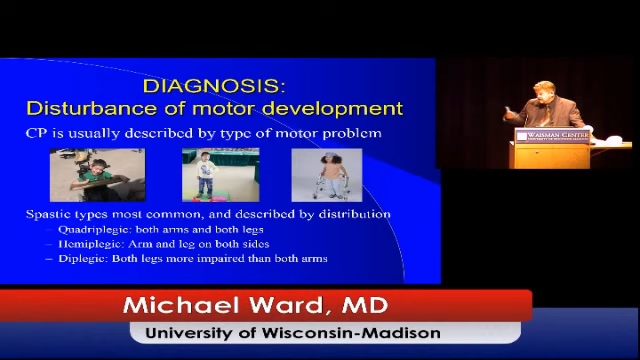 DIAGNOSIS:
Disturbance of motor development
CP is usually described by type of motor problem
Spastic types most common, and described by distribution
– Quadriplegic: both arms and both legs
– Hemiplegic: Arm and leg on both sides
– Diplegic: Both legs more impaired than both arms
WAISMAN CENTER
Michael Ward, MD
University of Wisconsin-Madison